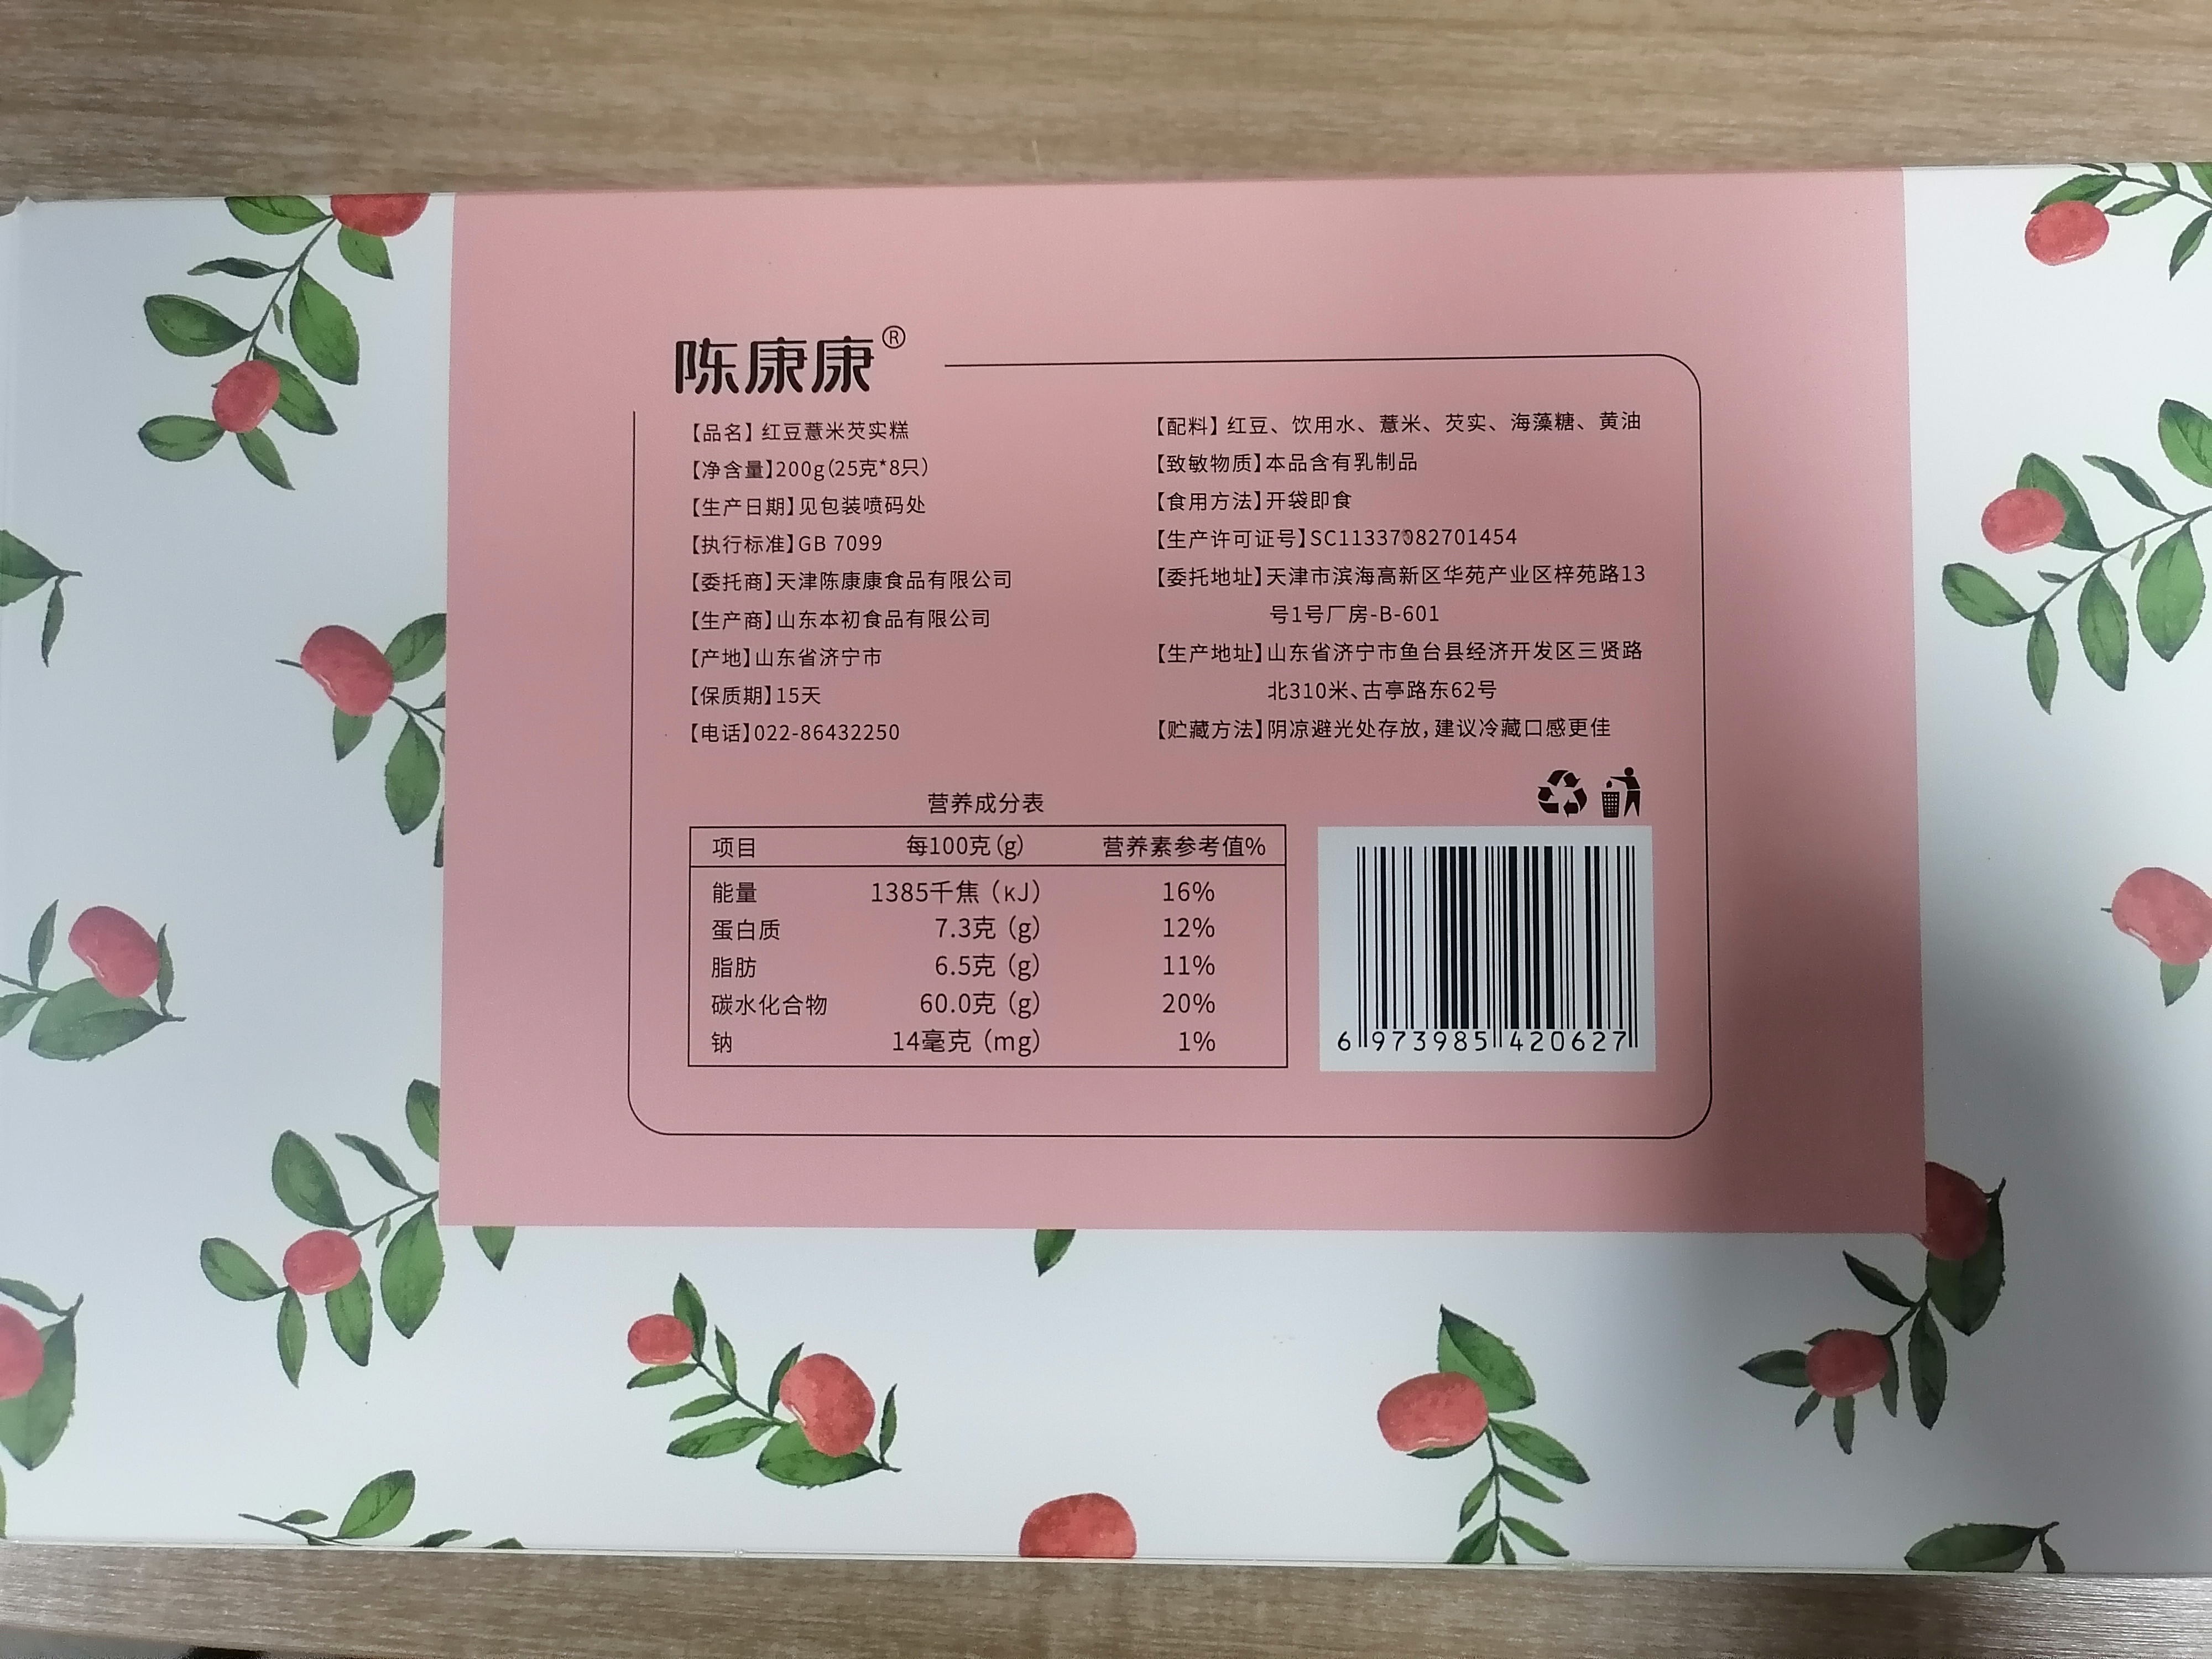 陈康康®
【品名】红豆薏米芡实糕
【净含量】200g(25克*8只)
【生产日期】见包装喷码处
【执行标准】GB 7099
【委托商】天津陈康康食品有限公司
【生产商】山东本初食品有限公司
【产地】山东省济宁市
【保质期】15天
【电话】022-86432250
【配料】红豆、饮用水、薏米、芡实、海藻糖、黄油
【致敏物质】本品含有乳制品
【食用方法】开袋即食
【生产许可证号】SC11337082701454
【委托地址】天津市滨海高新区华苑产业区梓苑路13
号1号厂房-B-601
【生产地址】山东省济宁市鱼台县经济开发区三贤路
北310米、古亭路东62号
【贮藏方法】阴凉避光处存放,建议冷藏口感更佳
营养成分表
项目 每100克(g) 营养素参考值%
能量 1385千焦(KJ) 16%
蛋白质 7.3克(g) 12%
脂肪 6.5克(g) 11%
碳水化合物 60.0克(g) 20%
钠 14毫克(mg) 1%
6 973985 420627